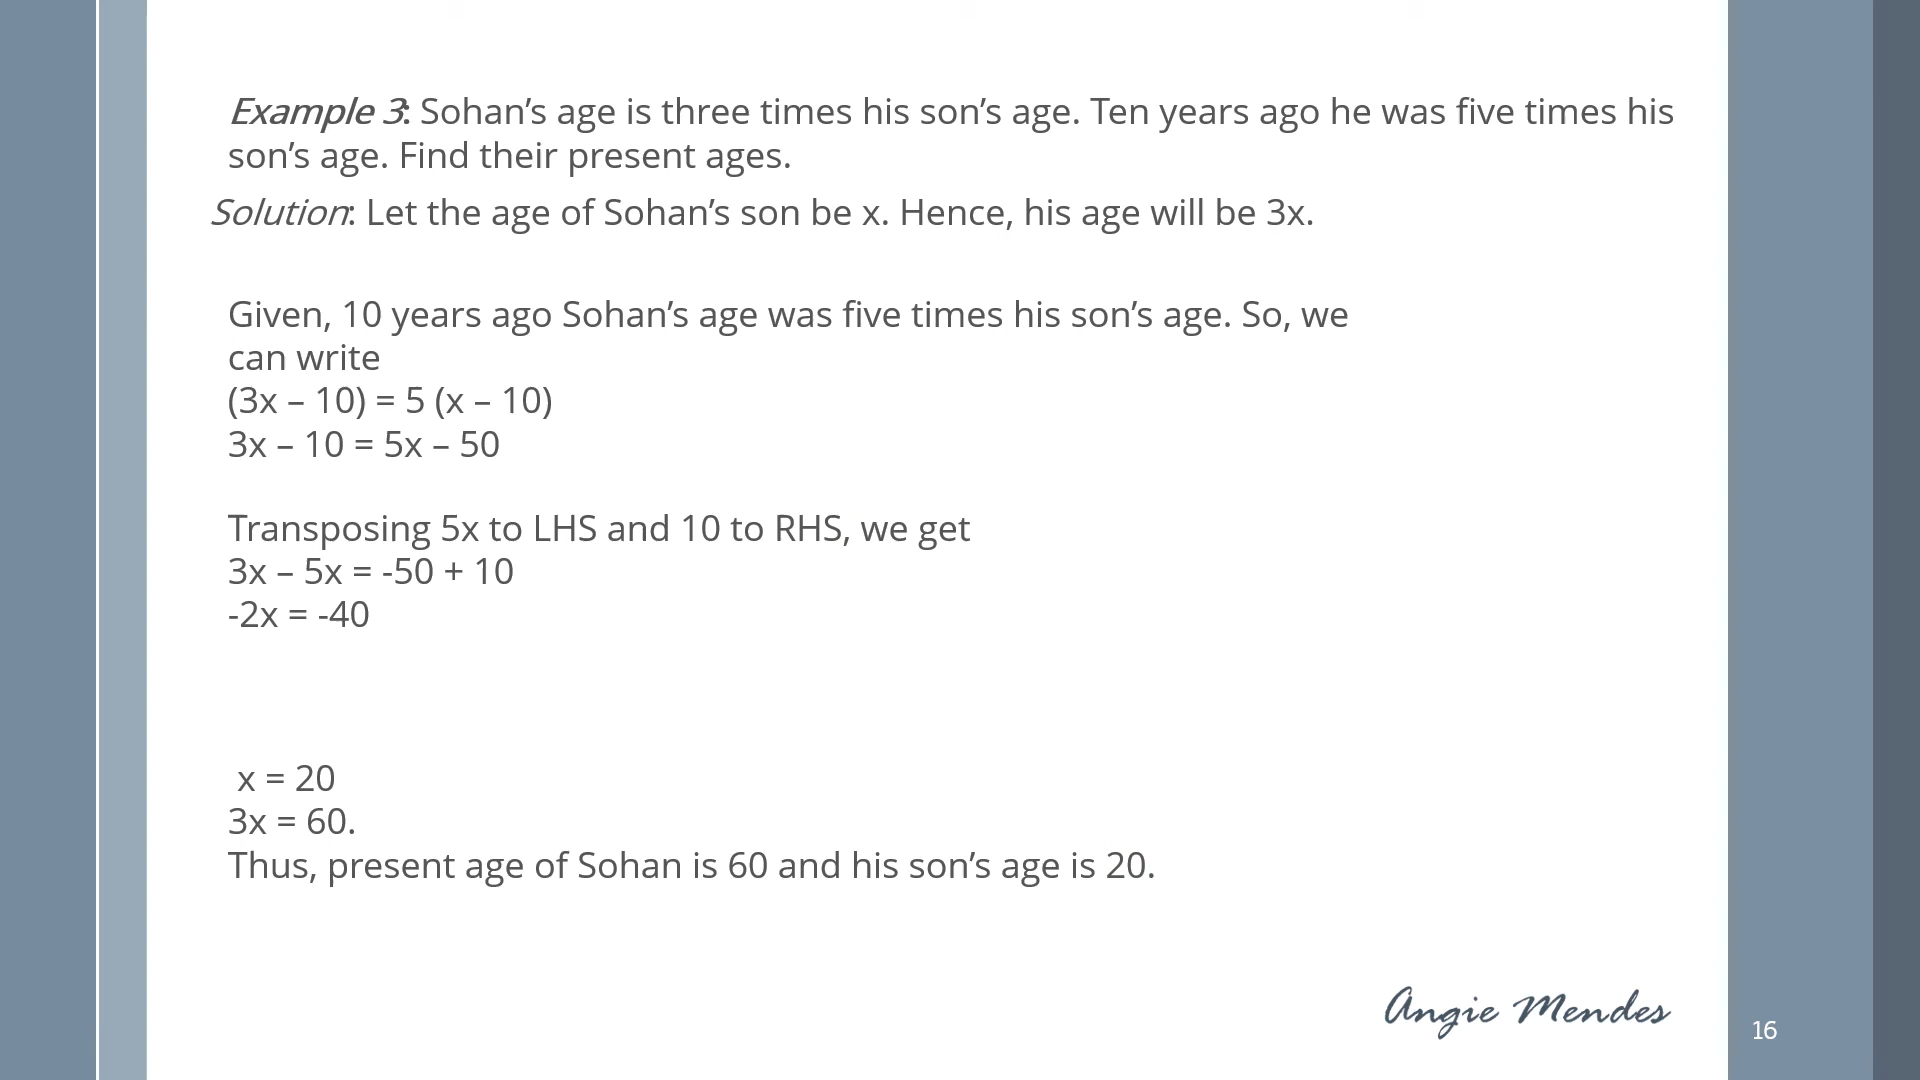 Example 3: Sohan’s age is three times his son’s age. Ten years ago he was five times his
son’s age. Find their present ages.
Solution: Let the age of Sohan’s son be x. Hence, his age will be 3x.
Given, 10 years ago Sohan’s age was five times his son’s age. So, we
can write
(3x – 10) = 5 (x – 10)
3x – 10 = 5x – 50
Transposing 5x to LHS and 10 to RHS, we get
3x – 5x = -50 + 10
-2x = -40
x = 20
3x = 60.
Thus, present age of Sohan is 60 and his son’s age is 20.
Angie Mendes
16